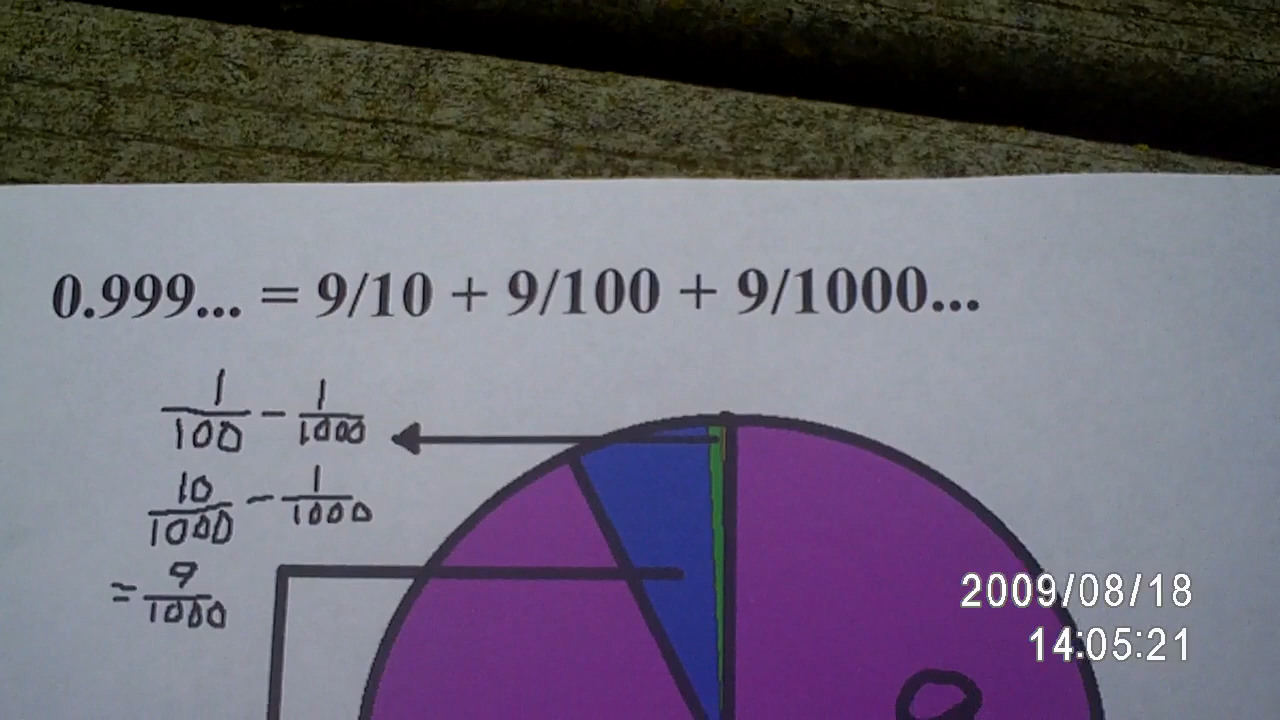 0.999... = 9/10 + 9/100 + 9/1000...
1/100 - 1/1000
10/1000 - 1/1000
= 9/1000
2009/08/18
14:05:21